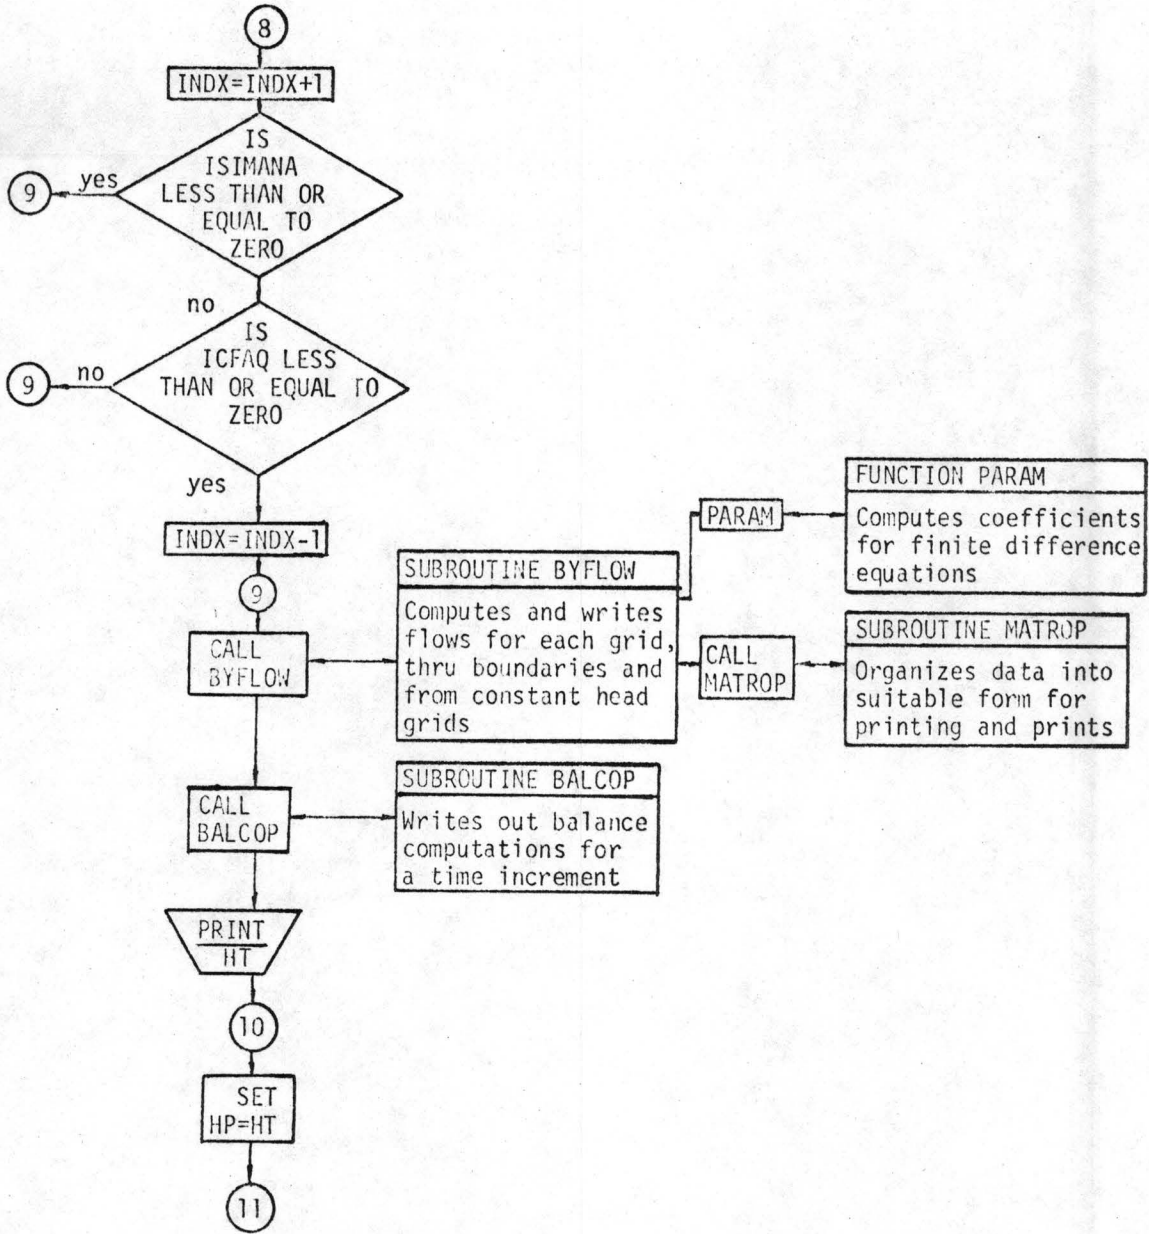 8
INDX=INDX+1
IS
ISIMANA
LESS THAN OR
EQUAL TO
ZERO
yes
9
no
IS
ICFAQ LESS
THAN OR EQUAL TO
ZERO
no
9
yes
INDX=INDX-1
9
CALL
BYFLOW
SUBROUTINE BYFLOW
Computes and writes
flows for each grid,
thru boundaries and
from constant head
grids
PARAM
FUNCTION PARAM
Computes coefficients
for finite difference
equations
CALL
MATROP
SUBROUTINE MATROP
Organizes data into
suitable form for
printing and prints
CALL
BALCOP
SUBROUTINE BALCOP
Writes out balance
computations for
a time increment
PRINT
HT
10
SET
HP=HT
11